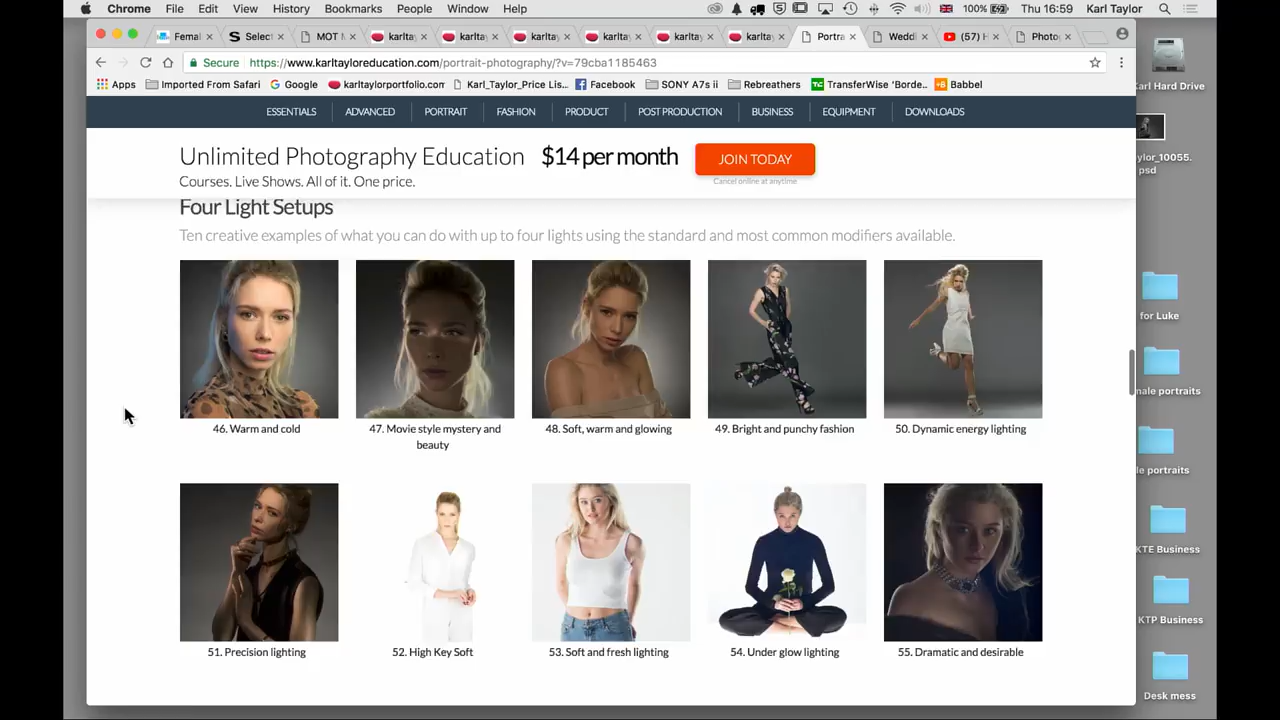 Chrome File Edit View History Bookmarks People Window Help 100% Thu 16:59 Karl Taylor
Femal Select MOT karlta karlta karlta karlta karlta karlta Portra Weddi (57) Photo
Secure https://www.karltayloreducation.com/portrait-photography/?v=79cba1185463
Apps Imported From Safari Google karltaylorportfolio.com Karl_Taylor_Price Lis... Facebook SONY A7s ii Rebreathers TransferWise 'Borde... Babbel
ESSENTIALS ADVANCED PORTRAIT FASHION PRODUCT POST PRODUCTION BUSINESS EQUIPMENT DOWNLOADS
Unlimited Photography Education $14 per month JOIN TODAY
Courses. Live Shows. All of it. One price. Cancel online at anytime.
Four Light Setups
Ten creative examples of what you can do with up to four lights using the standard and most common modifiers available.
46. Warm and cold
47. Movie style mystery and
beauty
48. Soft, warm and glowing
49. Bright and punchy fashion
50. Dynamic energy lighting
51. Precision lighting
52. High Key Soft
53. Soft and fresh lighting
54. Under glow lighting
55. Dramatic and desirable
Karl Hard Drive
aylor_10055.
psd
for Luke
male portraits
le portraits
KTE Business
KTP Business
Desk mess